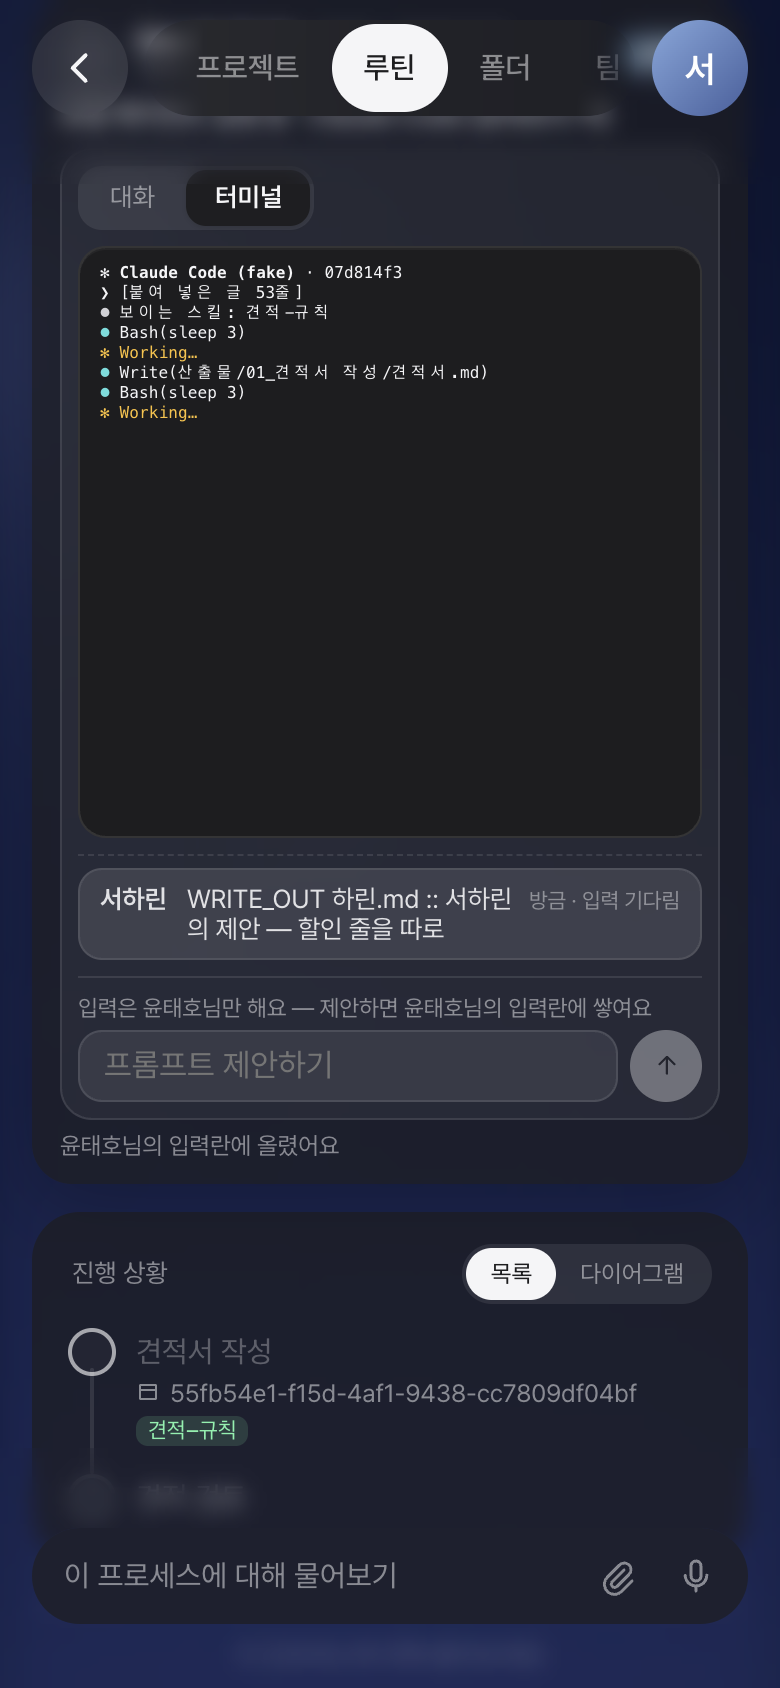 프로젝트 루틴 폴더 팀 서
대화 터미널
✻ Claude Code (fake) · 07d814f3
❯ [붙여 넣은 글 53줄]
● 보이는 스킬: 견적–규칙
● Bash(sleep 3)
✻ Working…
● Write(산출물/01_견적서 작성/견적서.md)
● Bash(sleep 3)
✻ Working…
서하린 WRITE_OUT 하린.md :: 서하린 방금 · 입력 기다림
의 제안 — 할인 줄을 따로
입력은 윤태호님만 해요 — 제안하면 윤태호님의 입력란에 쌓여요
프롬프트 제안하기
윤태호님의 입력란에 올렸어요
진행 상황 목록 다이어그램
견적서 작성
55fb54e1-f15d-4af1-9438-cc7809df04bf
견적–규칙
이 프로세스에 대해 물어보기